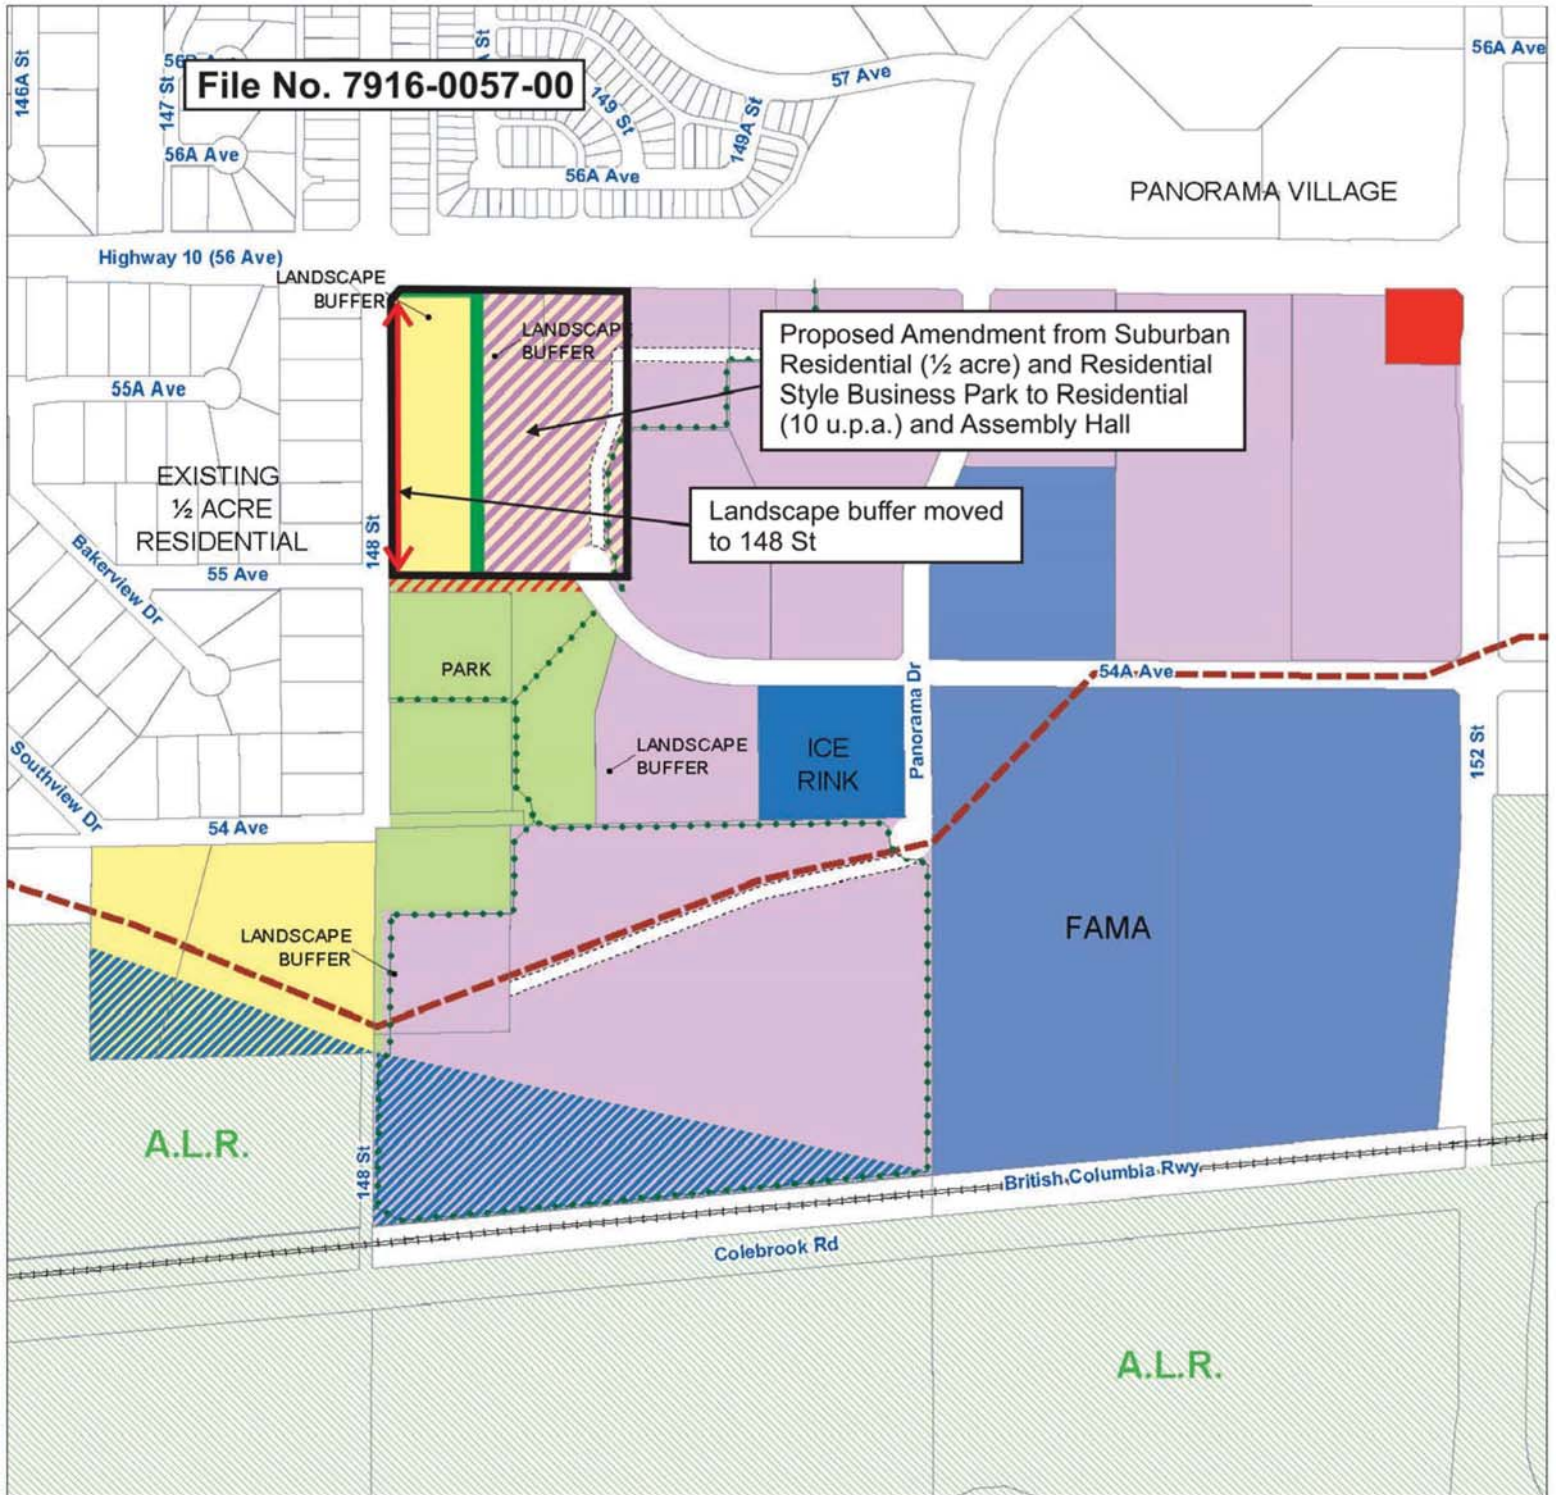 146A St
147 St
File No. 7916-0057-00
149 St
149A St
57 Ave
56A Ave
56A Ave
56A Ave
PANORAMA VILLAGE
Highway 10 (56 Ave)
LANDSCAPE
BUFFER
LANDSCAPE
BUFFER
Proposed Amendment from Suburban
Residential (½ acre) and Residential
Style Business Park to Residential
(10 u.p.a.) and Assembly Hall
55A Ave
EXISTING
½ ACRE
RESIDENTIAL
148 St
Landscape buffer moved
to 148 St
55 Ave
Bakerview Dr
PARK
54A Ave
Panorama Dr
LANDSCAPE
BUFFER
ICE
RINK
152 St
Southview Dr
54 Ave
LANDSCAPE
BUFFER
FAMA
A.L.R.
148 St
British Columbia Rwy
Colebrook Rd
A.L.R.